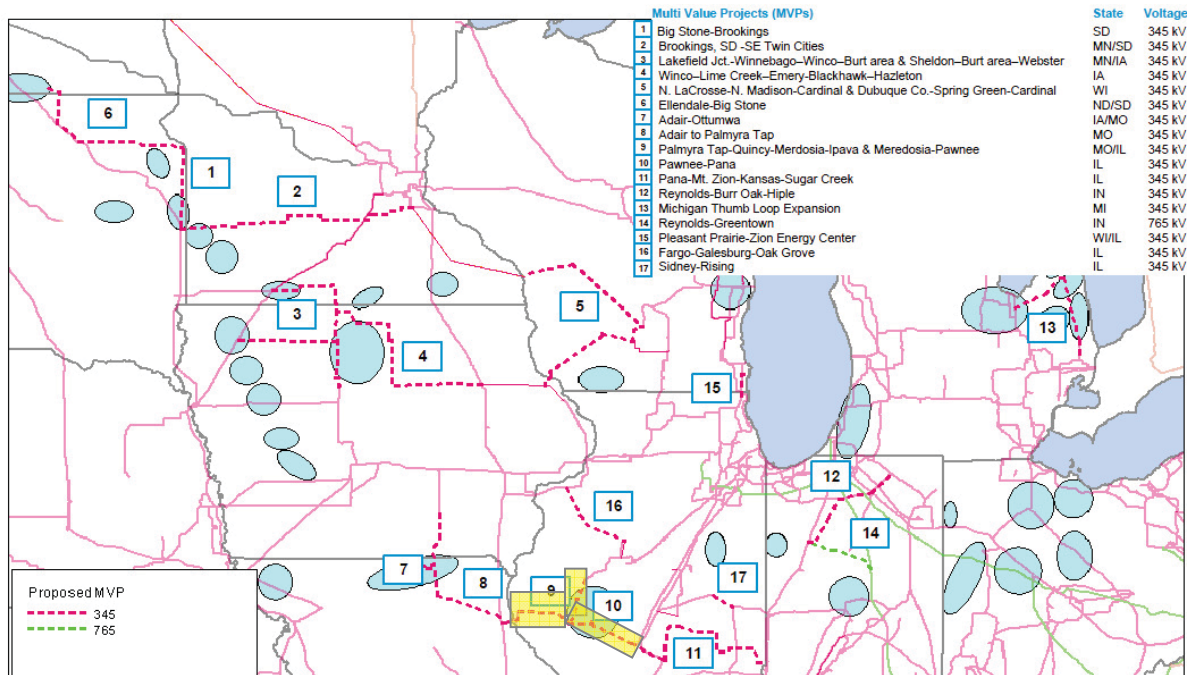 Multi Value Projects (MVPs) State Voltage
1 Big Stone-Brookings SD 345 kV
2 Brookings, SD -SE Twin Cities MN/SD 345 kV
3 Lakefield Jct.-Winnebago–Winco–Burt area & Sheldon–Burt area–Webster MN/IA 345 kV
4 Winco–Lime Creek–Emery-Blackhawk–Hazleton IA 345 kV
5 N. LaCrosse-N. Madison-Cardinal & Dubuque Co.-Spring Green-Cardinal WI 345 kV
6 Ellendale-Big Stone ND/SD 345 kV
7 Adair-Ottumwa IA/MO 345 kV
8 Adair to Palmyra Tap MO 345 kV
9 Palmyra Tap-Quincy-Merdosia-Ipava & Meredosia-Pawnee MO/IL 345 kV
10 Pawnee-Pana IL 345 kV
11 Pana-Mt. Zion-Kansas-Sugar Creek IL 345 kV
12 Reynolds-Burr Oak-Hiple IN 345 kV
13 Michigan Thumb Loop Expansion MI 345 kV
14 Reynolds-Greentown IN 765 kV
15 Pleasant Prairie-Zion Energy Center WI/IL 345 kV
16 Fargo-Galesburg-Oak Grove IL 345 kV
17 Sidney-Rising IL 345 kV
6
1
2
3
5
13
4
15
12
16
14
7
8
9
17
10
11
Proposed MVP
345
765